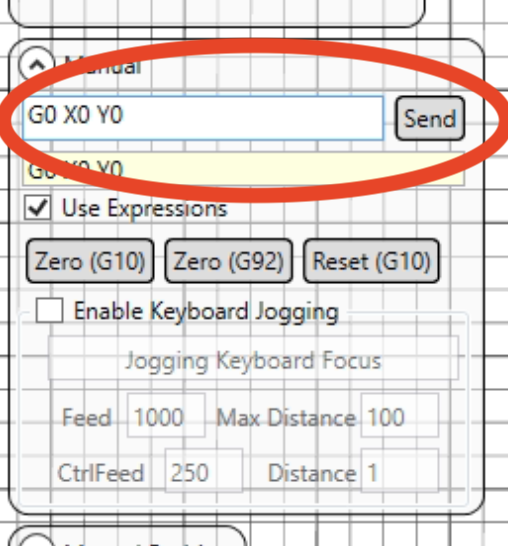 Manual
G0 X0 Y0 Send
G0 X0 Y0
Use Expressions
Zero (G10) Zero (G92) Reset (G10)
Enable Keyboard Jogging
Jogging Keyboard Focus
Feed 1000 Max Distance 100
CtrlFeed 250 Distance 1